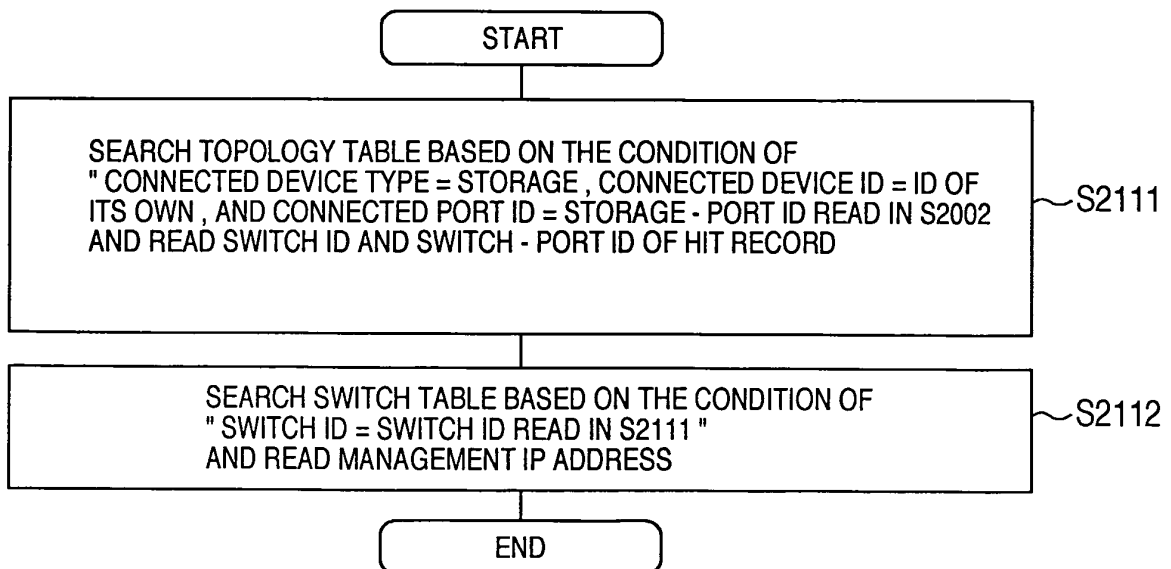 START
SEARCH TOPOLOGY TABLE BASED ON THE CONDITION OF
" CONNECTED DEVICE TYPE = STORAGE , CONNECTED DEVICE ID = ID OF
ITS OWN , AND CONNECTED PORT ID = STORAGE - PORT ID READ IN S2002
AND READ SWITCH ID AND SWITCH - PORT ID OF HIT RECORD
S2111
SEARCH SWITCH TABLE BASED ON THE CONDITION OF
" SWITCH ID = SWITCH ID READ IN S2111 "
AND READ MANAGEMENT IP ADDRESS
S2112
END